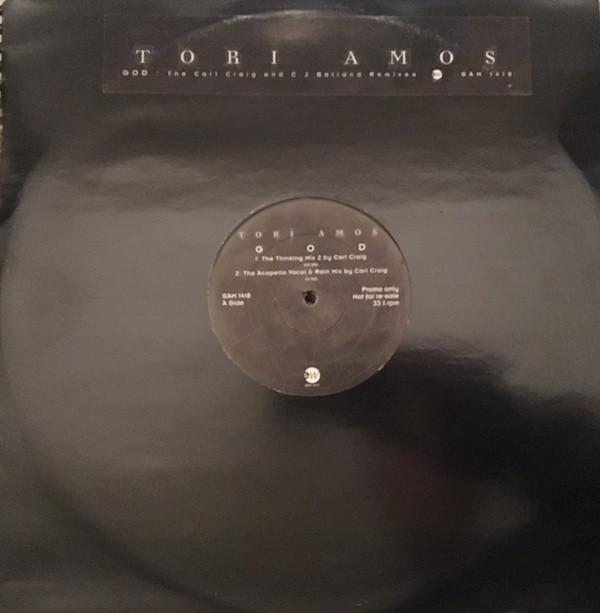 TORI AMOS
GOD : The Carl Craig and C J Bolland Remixes SAM 1418
TORI AMOS
GOD
1: The Thinking Mix 2 by Carl Craig
2: The Acapella Vocal & Rain Mix by Carl Craig
SAM 1418
A Side
Promo only
Not for re-sale
33 ⅓ rpm